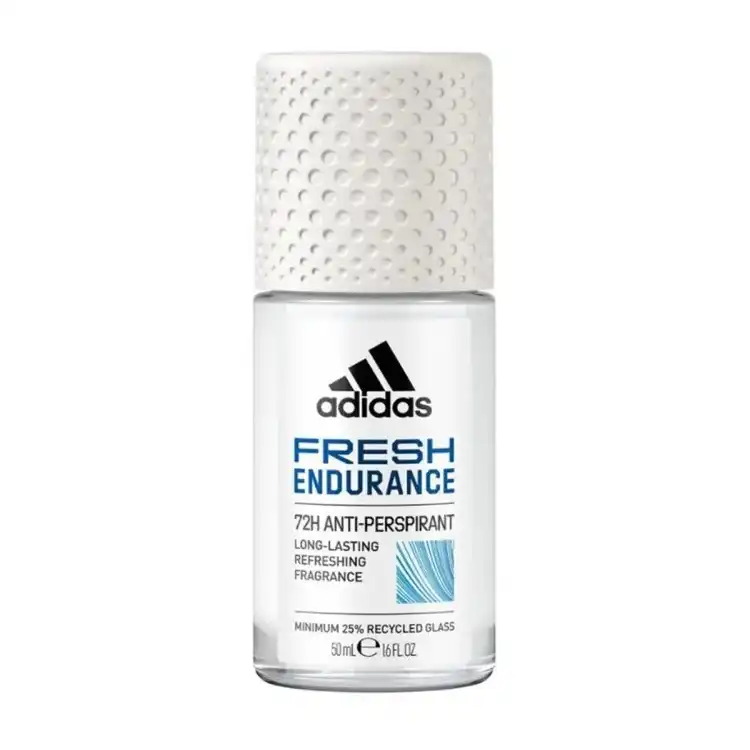 adidas
FRESH
ENDURANCE
72H ANTI-PERSPIRANT
LONG-LASTING
REFRESHING
FRAGRANCE
MINIMUM 25% RECYCLED GLASS
50 mL ℮ 1.6 FL.OZ.